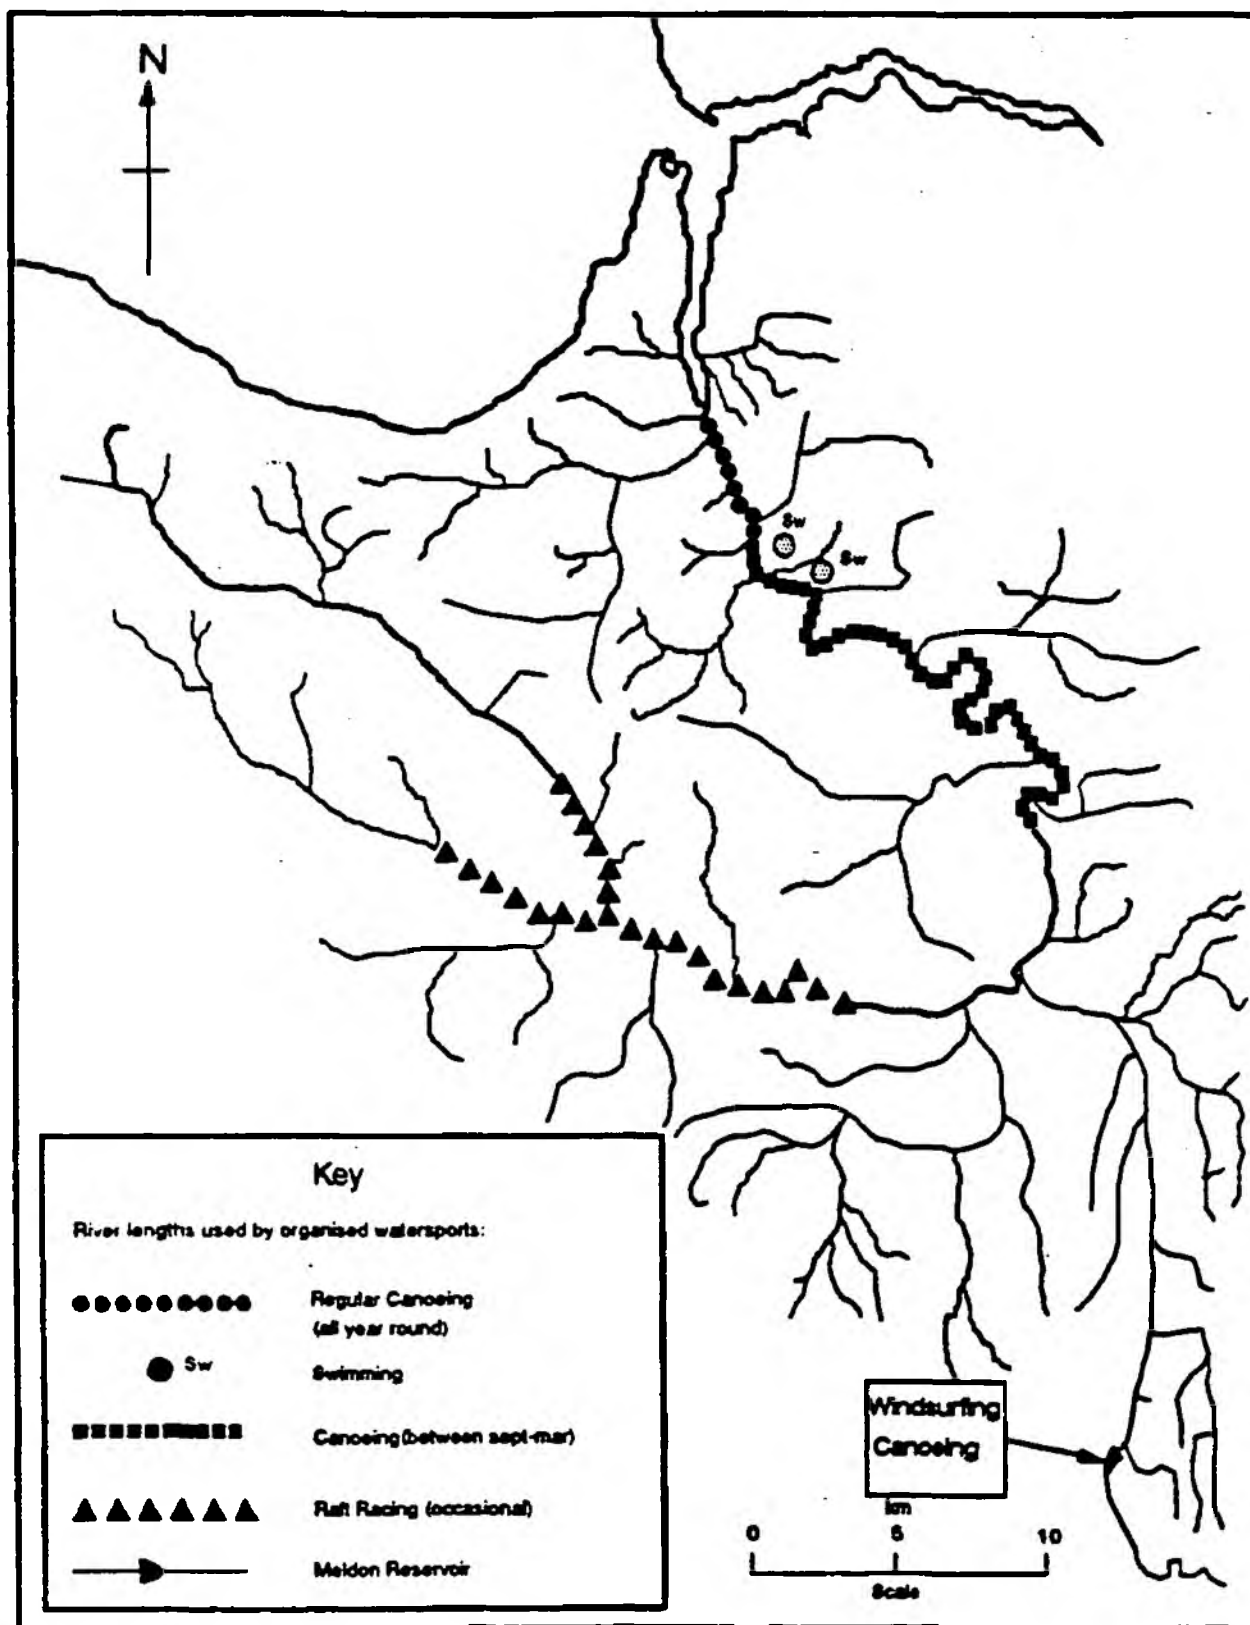 N
Sw
Sw
Key
River lengths used by organised watersports:
Regular Canoeing
(all year round)
Sw
Swimming
Canoeing(between sept-mar)
Raft Racing (occasional)
Meldon Reservoir
Windsurfing
Canoeing
km
0 5 10
Scale